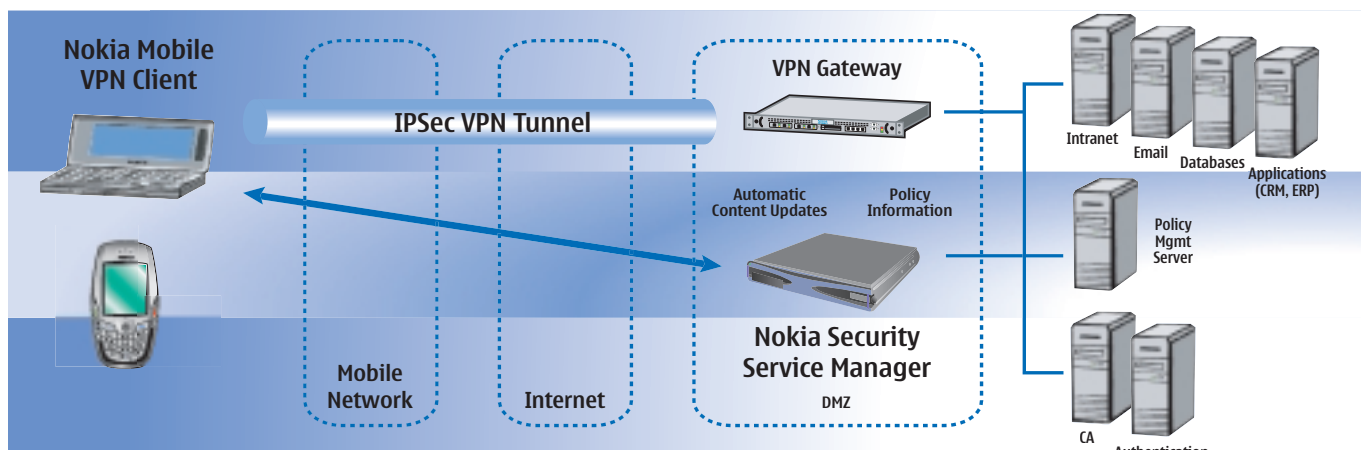 Nokia Mobile
VPN Client
IPSec VPN Tunnel
VPN Gateway
Intranet
Email
Databases
Applications
(CRM, ERP)
Automatic
Content Updates
Policy
Information
Policy
Mgmt
Server
Nokia Security
Service Manager
DMZ
Mobile
Network
Internet
CA
Authentication